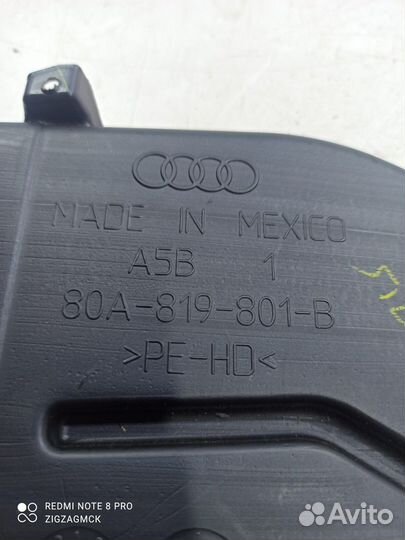 MADE IN MEXICO
A5B 1
80A-819-801-B
>PE-HD<
REDMI NOTE 8 PRO
ZIGZAGMCK
Avito